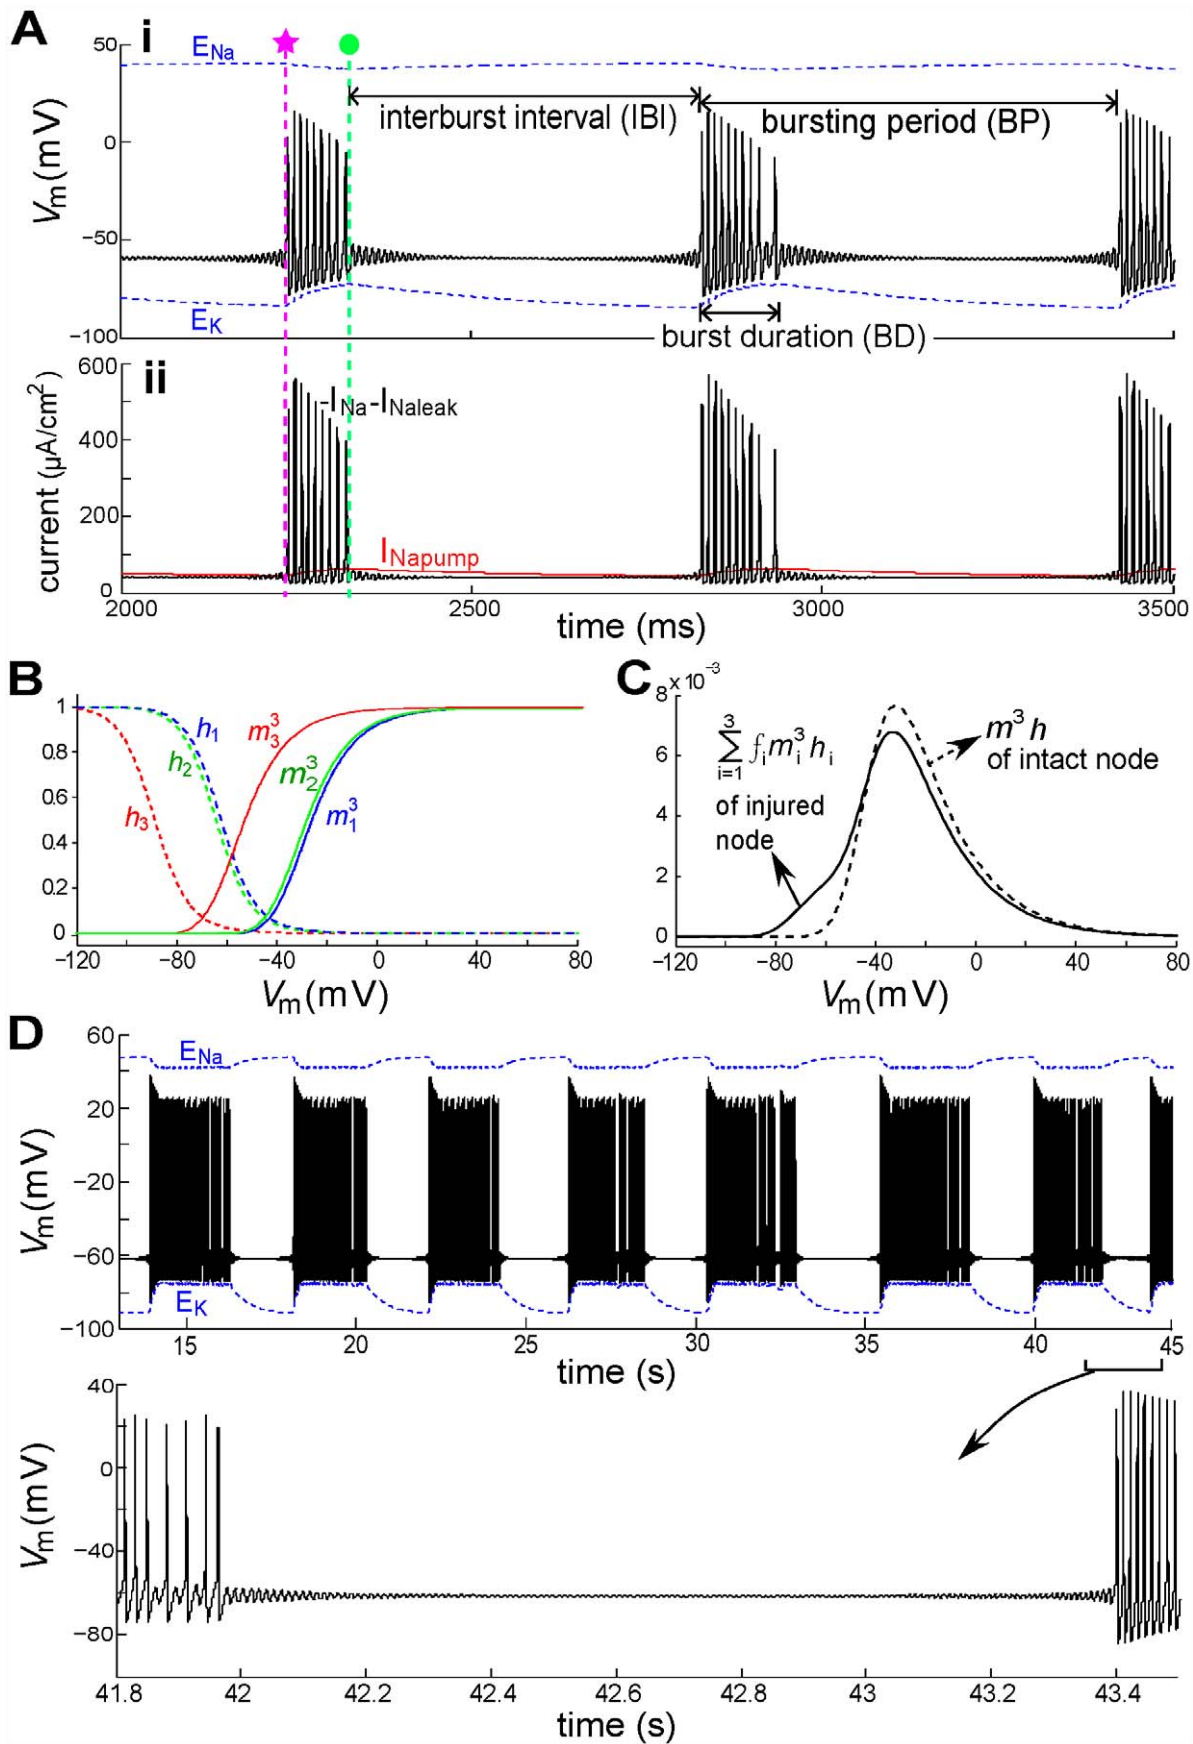 A
i
E_Na
50
0
−50
−100
V_m (mV)
interburst interval (IBI)
bursting period (BP)
E_K
burst duration (BD)
ii
600
400
200
0
current (µA/cm²)
-I_Na-I_Naleak
I_Napump
2000
2500
3000
3500
time (ms)
B
1
0.8
0.6
0.4
0.2
0
h_1
h_2
h_3
m_3^3
m_2^3
m_1^3
−120
−80
−40
0
40
80
V_m (mV)
C
8×10^−3
6
4
2
0
∑_{i=1}^{3} f_i m_i^3 h_i
of injured
node
m^3 h
of intact node
−120
−80
−40
0
40
80
V_m (mV)
D
60
20
−20
−60
−100
V_m (mV)
E_Na
E_K
15
20
25
30
35
40
45
time (s)
40
0
−40
−80
V_m (mV)
41.8
42
42.2
42.4
42.6
42.8
43
43.2
43.4
time (s)